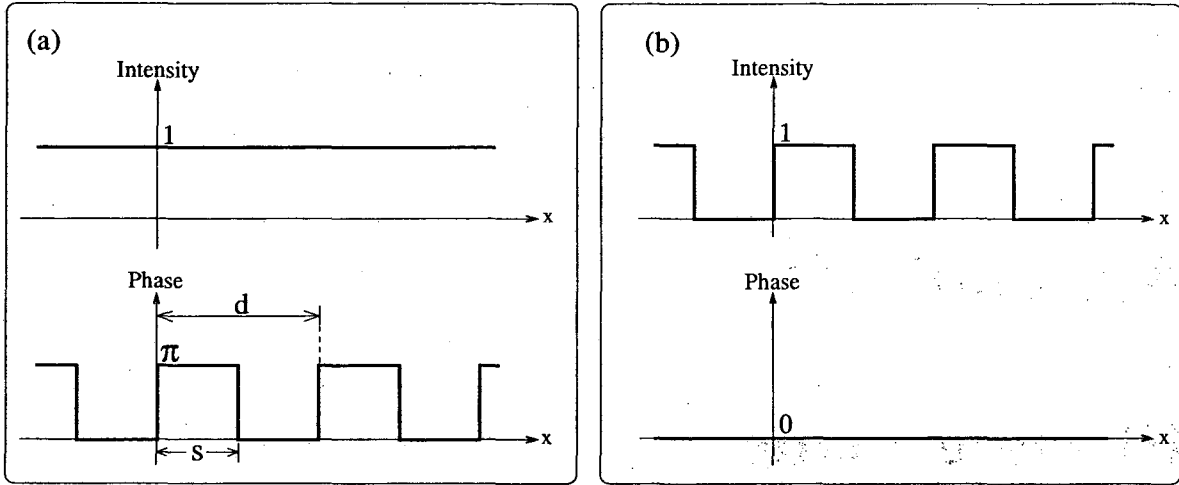 (a)
Intensity
1
x
Phase
d
π
x
s
(b)
Intensity
1
x
Phase
0
x